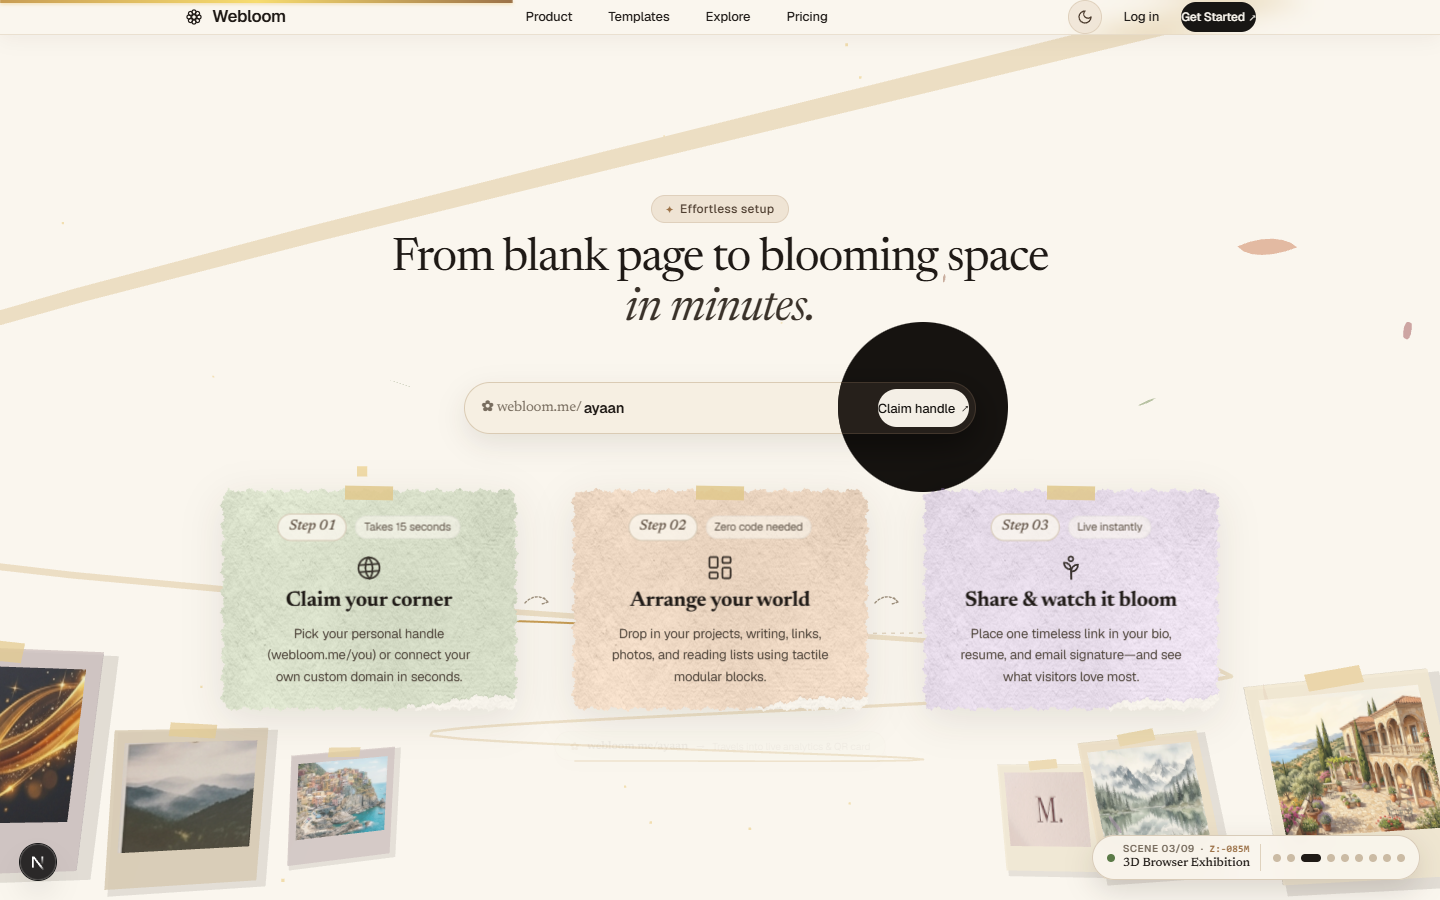 Webloom
Product
Templates
Explore
Pricing
Log in
Get Started ↗
✦ Effortless setup
From blank page to blooming space
in minutes.
✿ webloom.me/ayaan
Claim handle ↗
Step 01
Takes 15 seconds
Claim your corner
Pick your personal handle
(webloom.me/you) or connect your
own custom domain in seconds.
Step 02
Zero code needed
Arrange your world
Drop in your projects, writing, links,
photos, and reading lists using tactile
modular blocks.
Step 03
Live instantly
Share & watch it bloom
Place one timeless link in your bio,
resume, and email signature—and see
what visitors love most.
M.
N
SCENE 03/09 · Z:-085M
3D Browser Exhibition